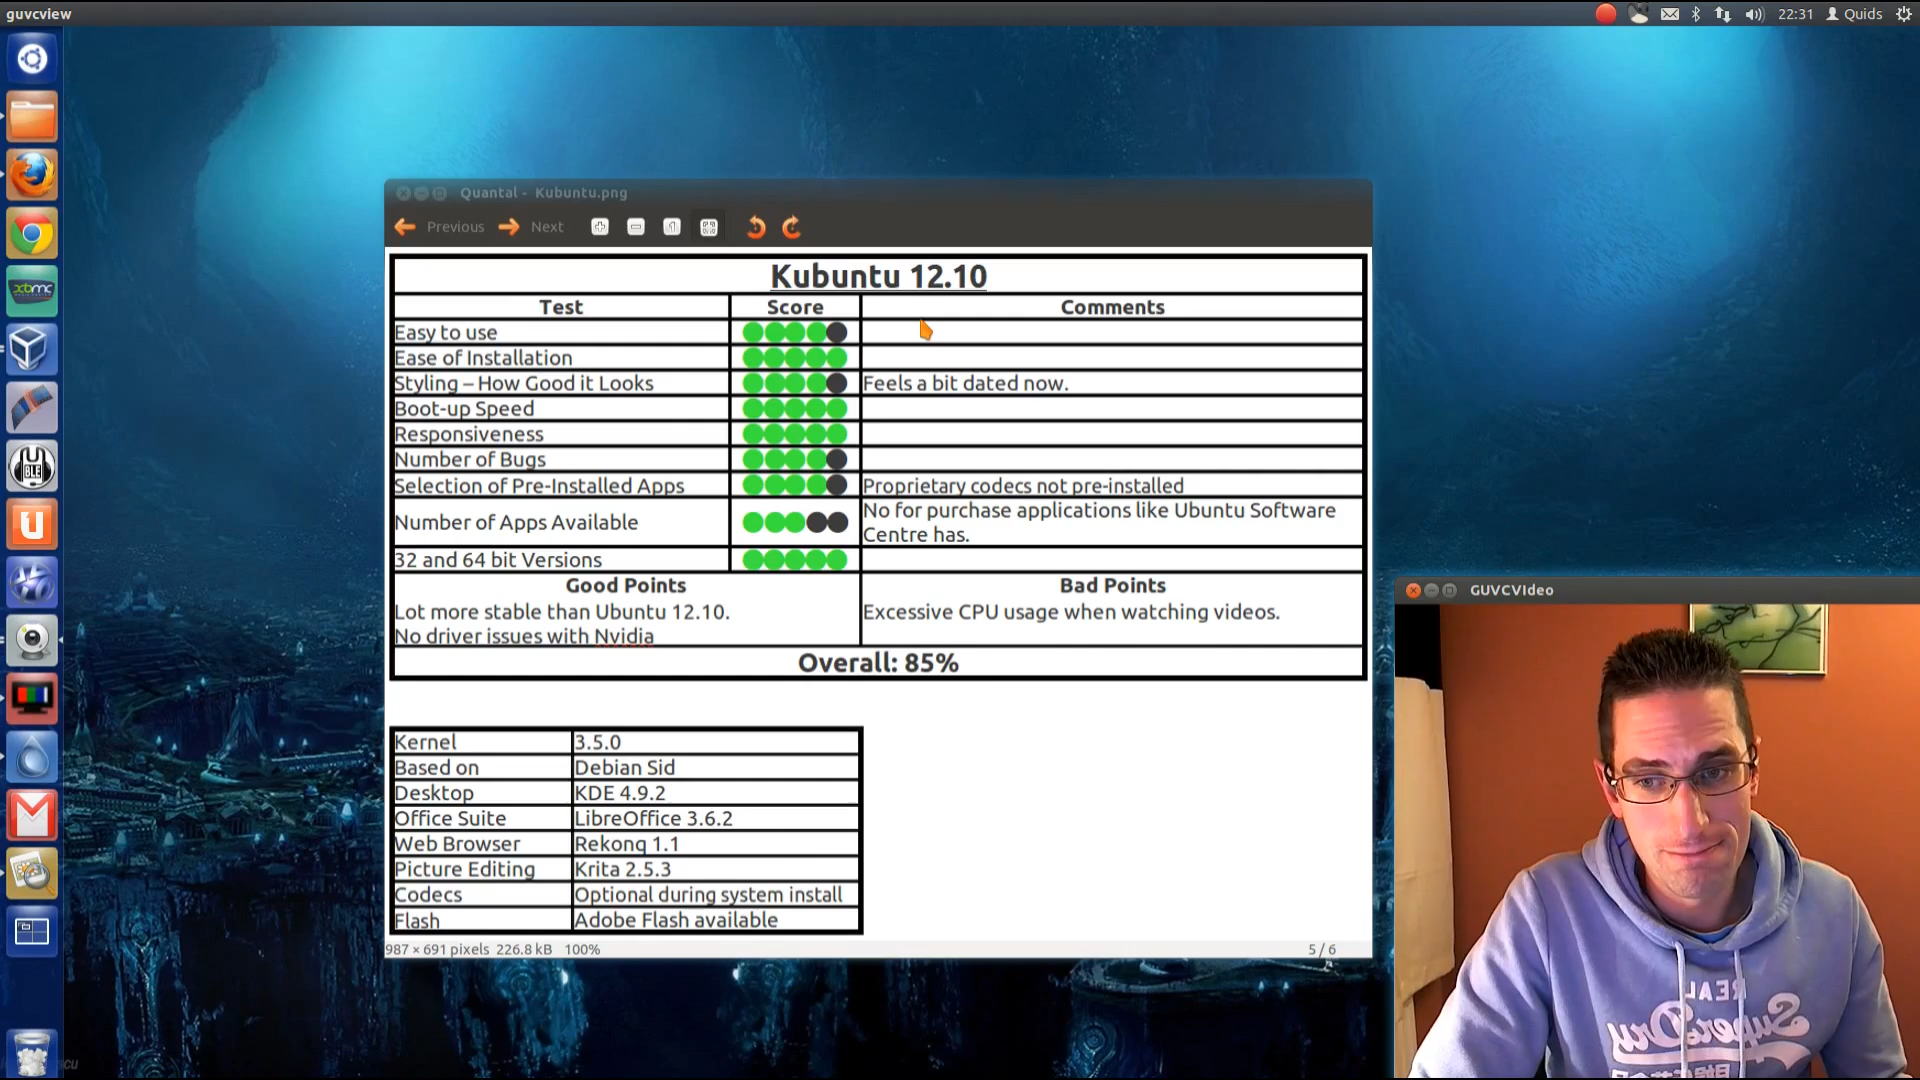 guvcview
22:31 Quids
Quantal - Kubuntu.png
Previous Next
Kubuntu 12.10
Test Score Comments
Easy to use
Ease of Installation
Styling – How Good it Looks Feels a bit dated now.
Boot-up Speed
Responsiveness
Number of Bugs
Selection of Pre-Installed Apps Proprietary codecs not pre-installed
Number of Apps Available No for purchase applications like Ubuntu Software
Centre has.
32 and 64 bit Versions
Good Points Bad Points
Lot more stable than Ubuntu 12.10. Excessive CPU usage when watching videos.
No driver issues with Nvidia
Overall: 85%
Kernel 3.5.0
Based on Debian Sid
Desktop KDE 4.9.2
Office Suite LibreOffice 3.6.2
Web Browser Rekonq 1.1
Picture Editing Krita 2.5.3
Codecs Optional during system install
Flash Adobe Flash available
987 × 691 pixels 226.8 kB 100% 5 / 6
GUVCVIdeo
REAL
SuperDry
xbmc
BLE